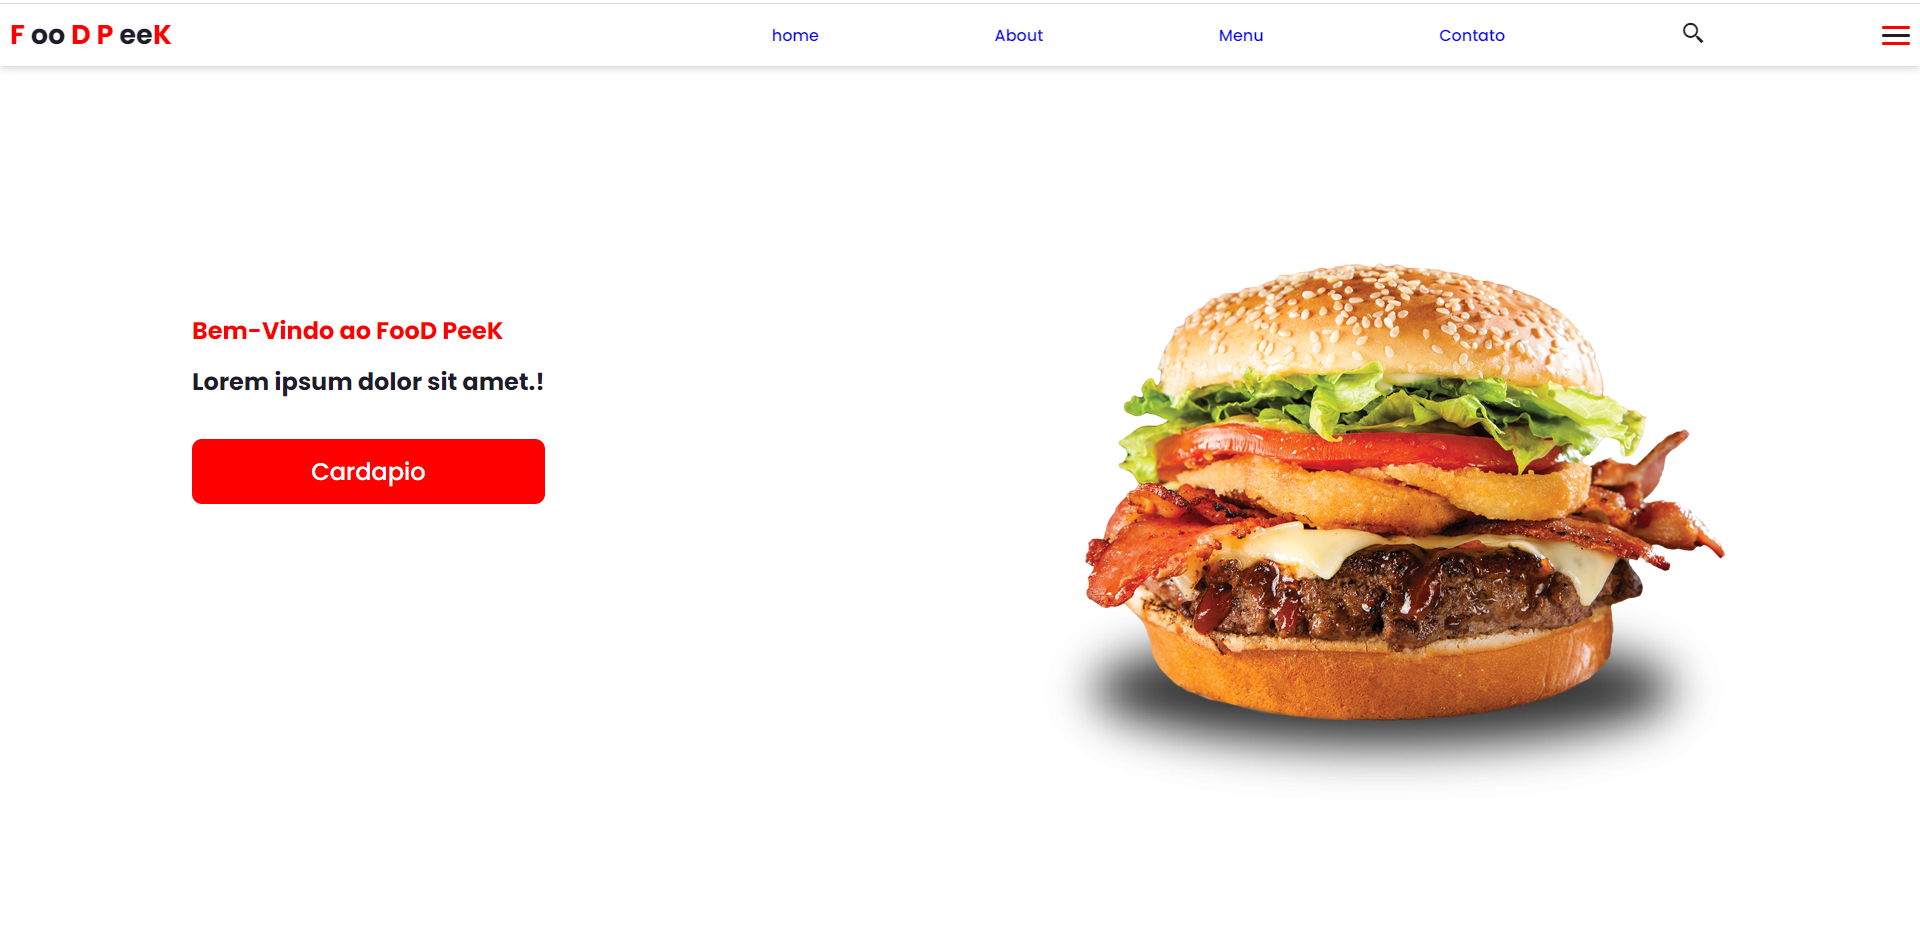 F oo D P eeK
home
About
Menu
Contato
Bem-Vindo ao FooD PeeK
Lorem ipsum dolor sit amet.!
Cardapio